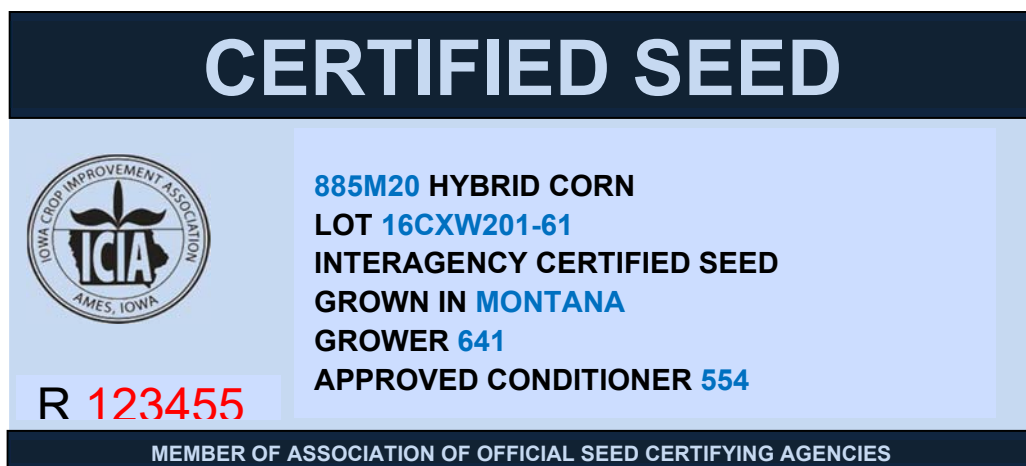 CERTIFIED SEED
IOWA CROP IMPROVEMENT ASSOCIATION
ICIA
AMES, IOWA
885M20 HYBRID CORN
LOT 16CXW201-61
INTERAGENCY CERTIFIED SEED
GROWN IN MONTANA
GROWER 641
APPROVED CONDITIONER 554
R 123455
MEMBER OF ASSOCIATION OF OFFICIAL SEED CERTIFYING AGENCIES